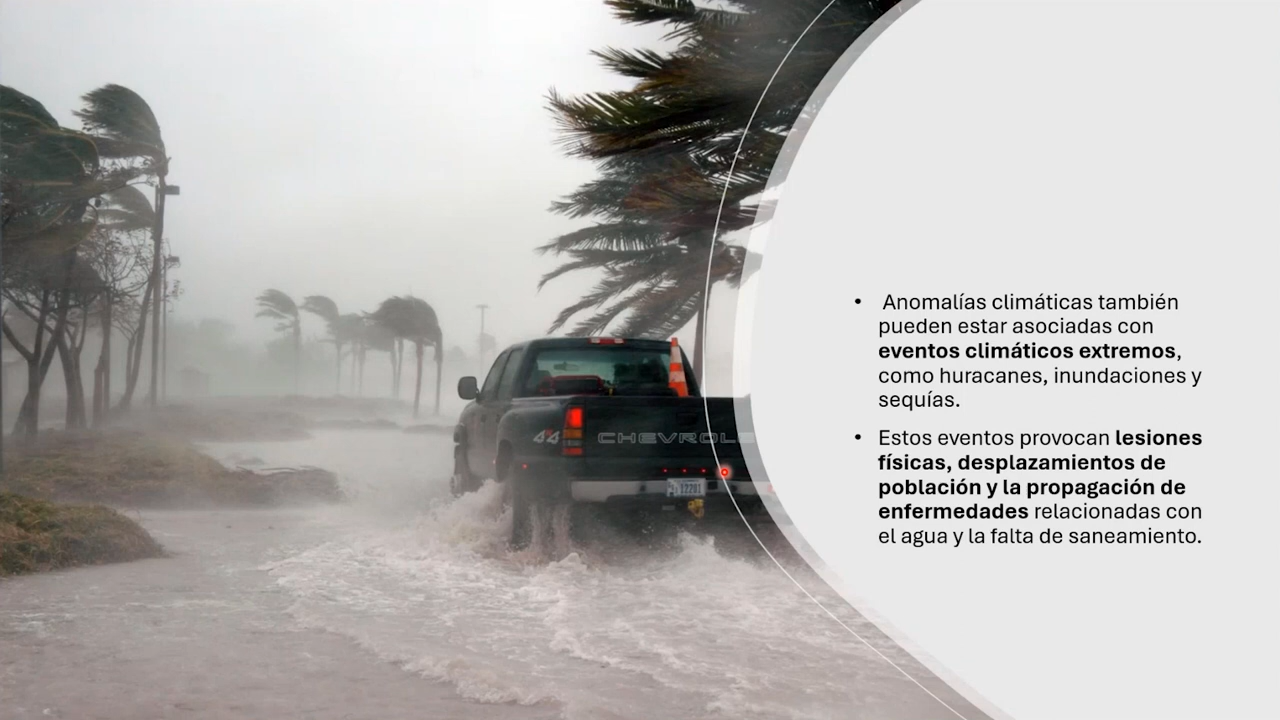 • Anomalías climáticas también
pueden estar asociadas con
eventos climáticos extremos,
como huracanes, inundaciones y
sequías.
• Estos eventos provocan lesiones
físicas, desplazamientos de
población y la propagación de
enfermedades relacionadas con
el agua y la falta de saneamiento.
4x4 CHEVROL